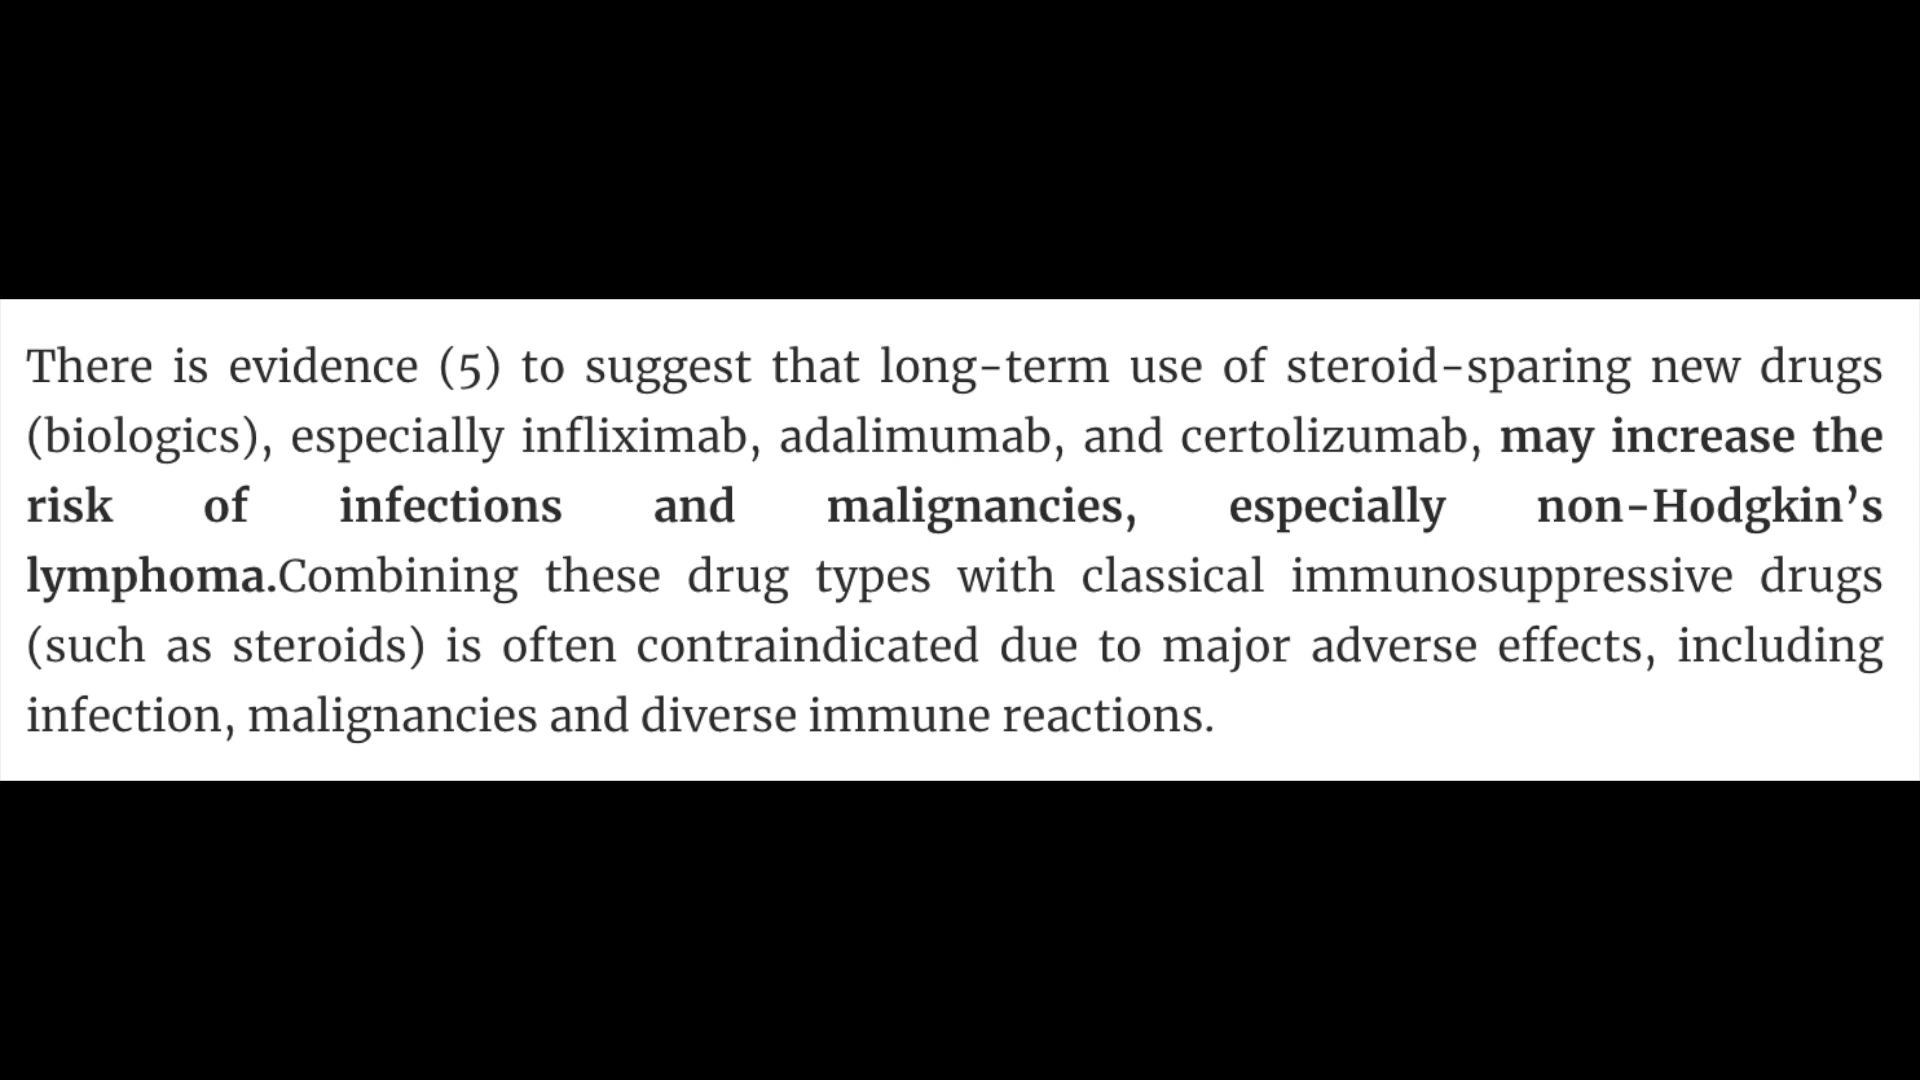 There is evidence (5) to suggest that long-term use of steroid-sparing new drugs
(biologics), especially infliximab, adalimumab, and certolizumab, may increase the
risk of infections and malignancies, especially non-Hodgkin’s
lymphoma.Combining these drug types with classical immunosuppressive drugs
(such as steroids) is often contraindicated due to major adverse effects, including
infection, malignancies and diverse immune reactions.